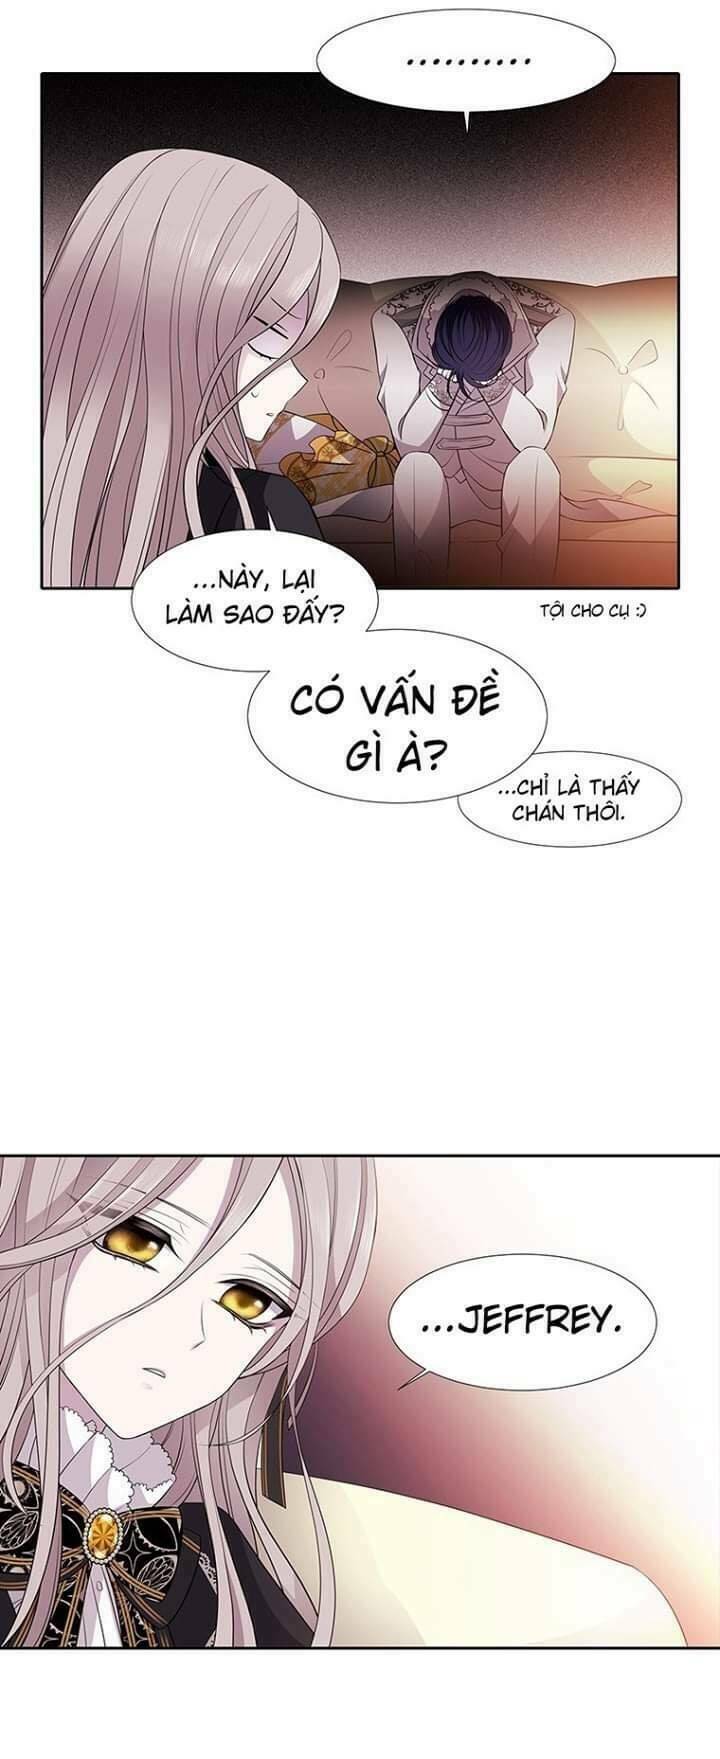 ..........
...NÀY, LẠI
LÀM SAO ĐẤY?
TỘI CHO CỤ :)
CÓ VẤN ĐỀ
GÌ À?
...CHỈ LÀ THẤY
CHÁN THÔI.
...JEFFREY.